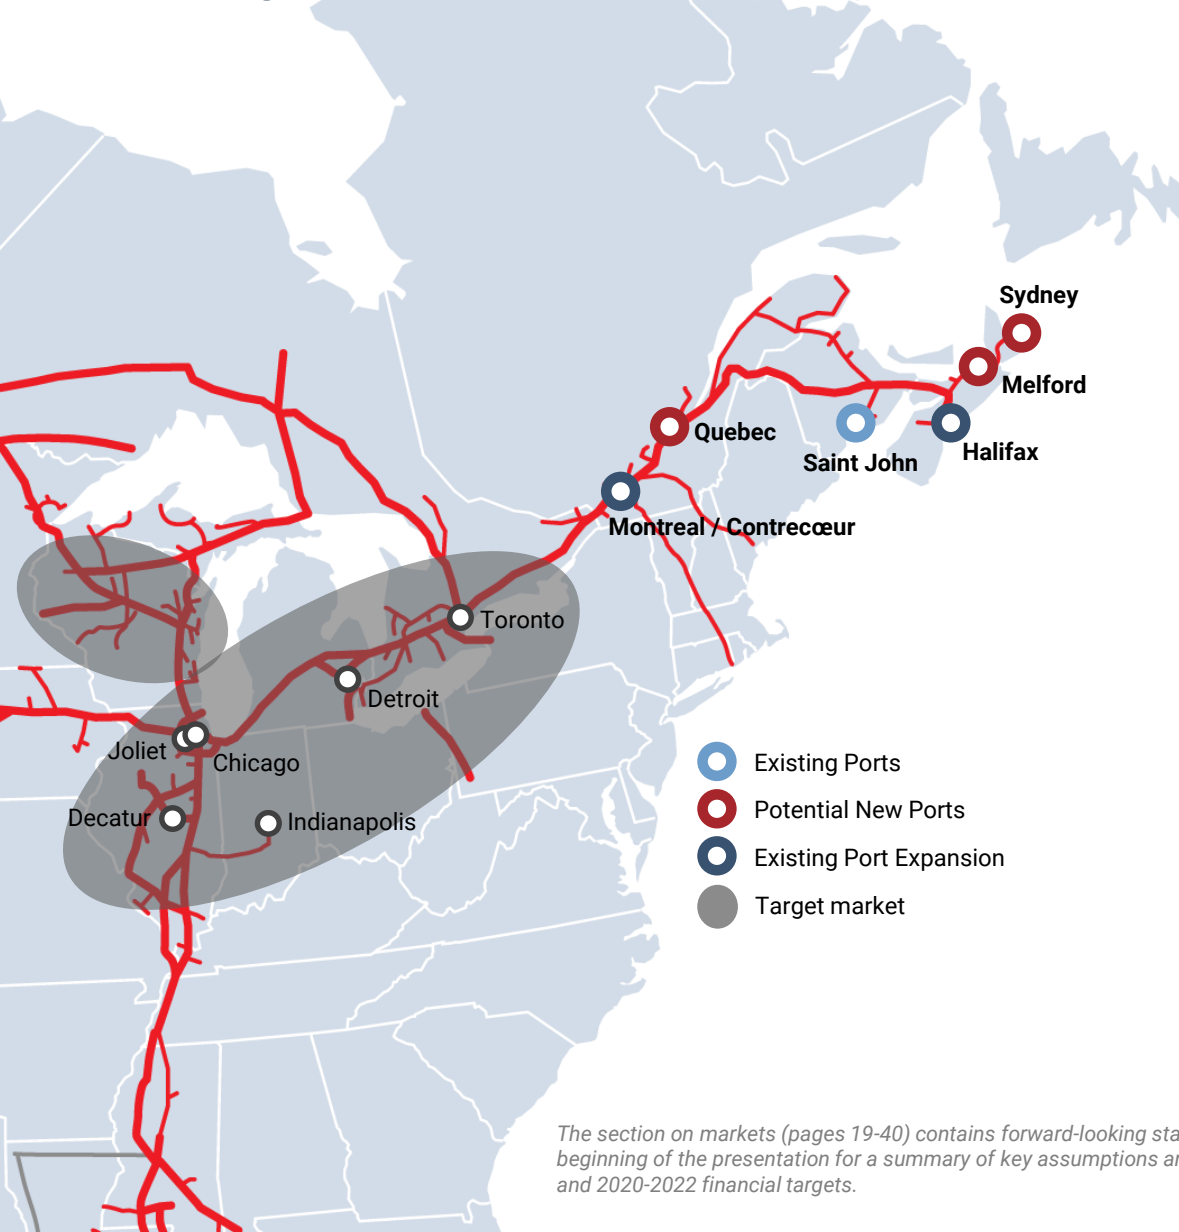 Sydney
Melford
Quebec
Halifax
Saint John
Montreal / Contrecœur
Toronto
Detroit
Joliet
Chicago
Decatur
Indianapolis
Existing Ports
Potential New Ports
Existing Port Expansion
Target market
The section on markets (pages 19-40) contains forward-looking
beginning of the presentation for a summary of key assumptions
and 2020-2022 financial targets.